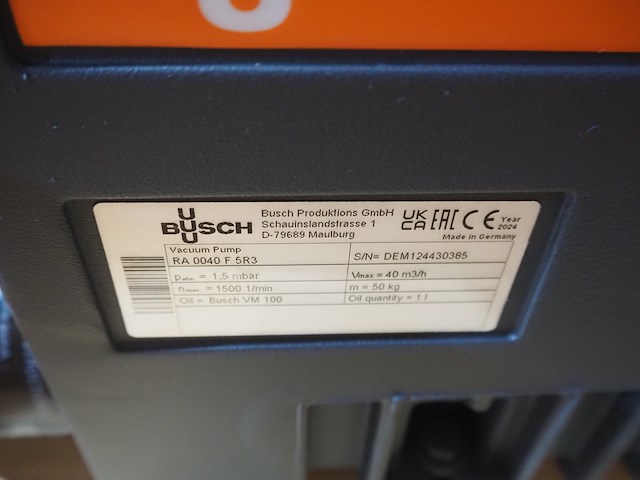 BUSCH
Busch Produktions GmbH
Schauinslandstrasse 1
D-79689 Maulburg
UK CA EAC CE Year 2024
Made in Germany
Vacuum Pump
RA 0040 F 5R3
S/N= DEM124430385
Pabs = 1,5 mbar
Vmax = 40 m3/h
nmax = 1500 1/min
m = 50 kg
Oil = Busch VM 100
Oil quantity = 1 l